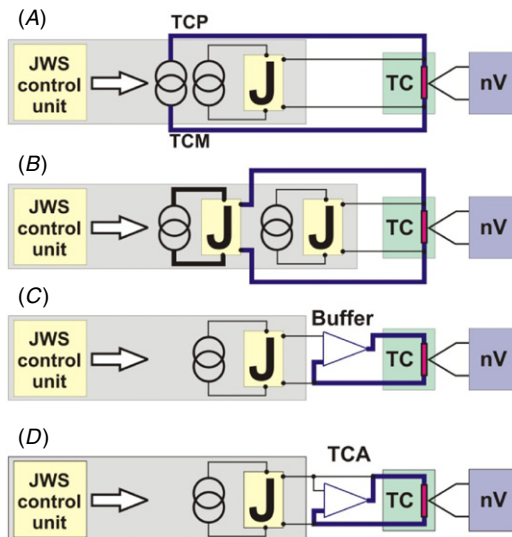 (A)
TCP
JWS
control
unit
J
TC
nV
TCM
(B)
JWS
control
unit
J
J
TC
nV
(C)
Buffer
JWS
control
unit
J
TC
nV
(D)
TCA
JWS
control
unit
J
TC
nV